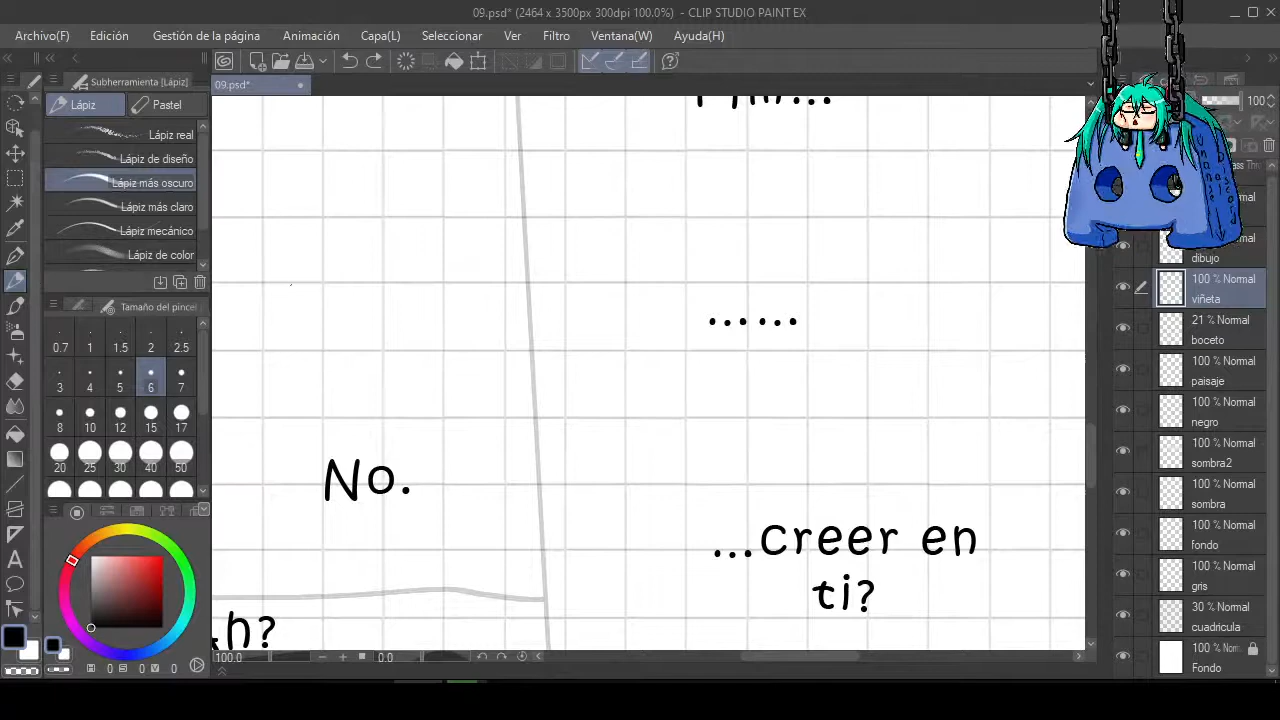 09.psd* (2464 x 3500px 300dpi 100.0%) - CLIP STUDIO PAINT EX
Archivo(F) Edición Gestión de la página Animación Capa(L) Seleccionar Ver Filtro Ventana(W) Ayuda(H)
09.psd*
Subherramienta [Lápiz]
Lápiz Pastel
Lápiz real
Lápiz de diseño
Lápiz más oscuro
Lápiz más claro
Lápiz mecánico
Lápiz de color
Tamaño del pincel
0.7 1 1.5 2 2.5
3 4 5 6 7
8 10 12 15 17
20 25 30 40 50
H 0 S 0 V 0
......
No.
...creer en
ti?
h?
100.0 0.0
100
dibujo
100 % Normal
viñeta
21 % Normal
boceto
100 % Normal
paisaje
100 % Normal
negro
100 % Normal
sombra2
100 % Normal
sombra
100 % Normal
fondo
100 % Normal
gris
30 % Normal
cuadricula
100 %
Fondo